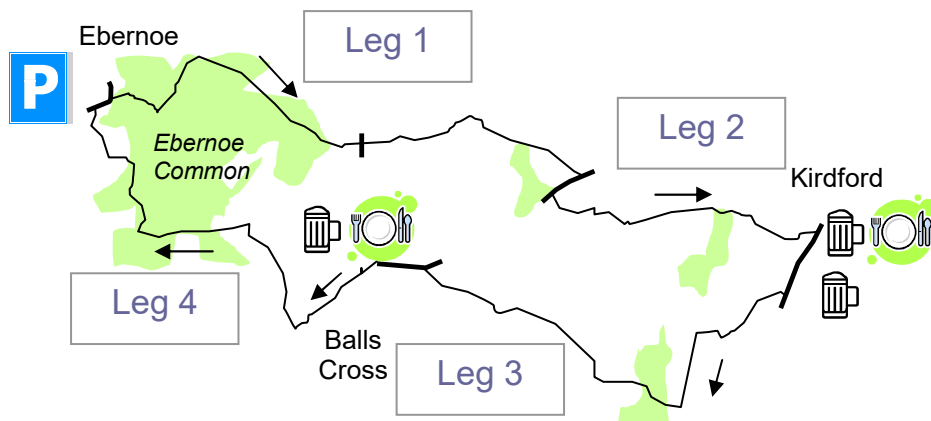 Ebernoe
Leg 1
P
Leg 2
Ebernoe
Common
Kirdford
Leg 4
Balls
Cross
Leg 3